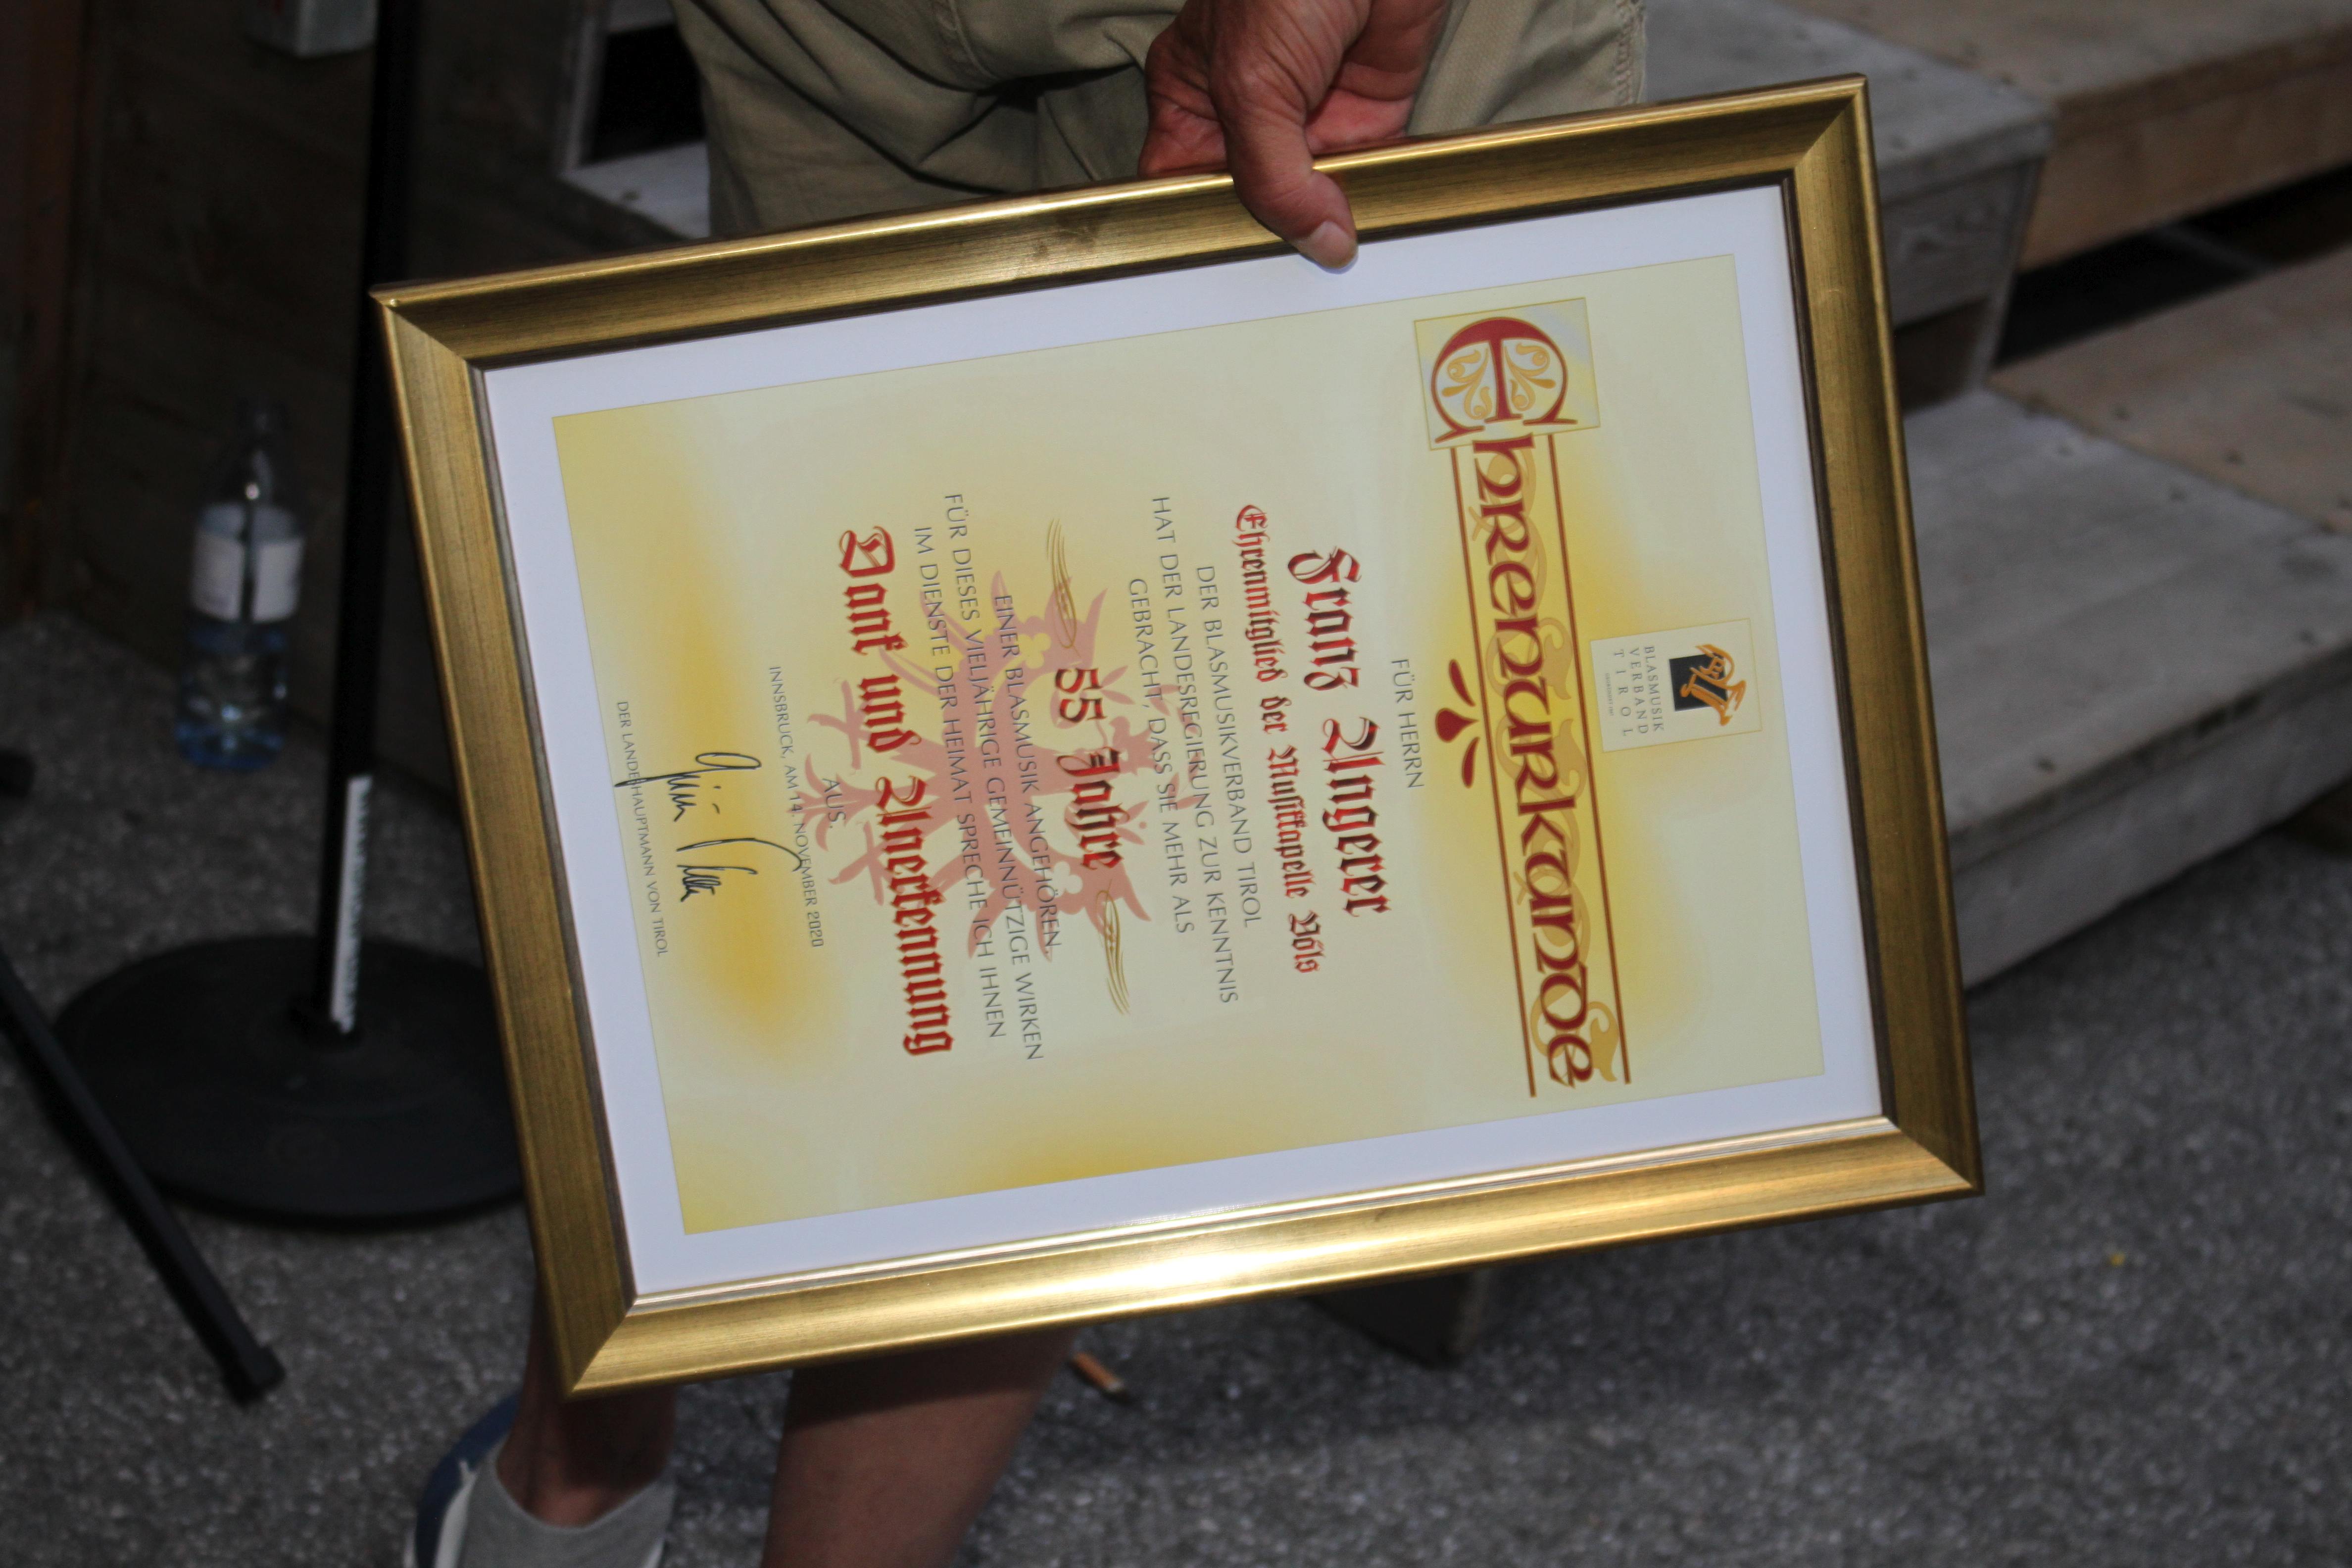 BLASMUSIK
VERBAND
TIROL
Ehrenurkunde
FÜR HERRN
Franz Angerer
Ehrenmitglied der Musikkapelle Völs
DER BLASMUSIKVERBAND TIROL
HAT DER LANDESREGIERUNG ZUR KENNTNIS
GEBRACHT, DASS SIE MEHR ALS
55 Jahre
EINER BLASMUSIK ANGEHÖREN.
FÜR DIESES VIELJÄHRIGE GEMEINNÜTZIGE WIRKEN
IM DIENSTE DER HEIMAT SPRECHE ICH IHNEN
Dank und Anerkennung
AUS.
INNSBRUCK, AM 14. NOVEMBER 2020
DER LANDESHAUPTMANN VON TIROL